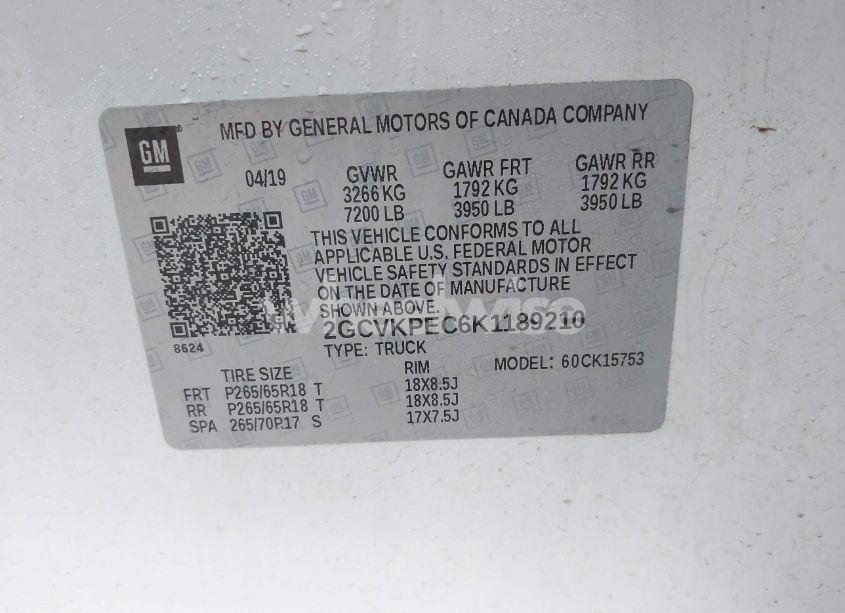 GM
MFD BY GENERAL MOTORS OF CANADA COMPANY
04/19
GVWR
3266 KG
7200 LB
GAWR FRT
1792 KG
3950 LB
GAWR RR
1792 KG
3950 LB
THIS VEHICLE CONFORMS TO ALL
APPLICABLE U.S. FEDERAL MOTOR
VEHICLE SAFETY STANDARDS IN EFFECT
ON THE DATE OF MANUFACTURE
SHOWN ABOVE.
2GCVKPEC6K1189210
8624
TYPE: TRUCK
MODEL: 60CK15753
TIRE SIZE RIM
FRT P265/65R18 T 18X8.5J
RR P265/65R18 T 18X8.5J
SPA 265/70R17 S 17X7.5J